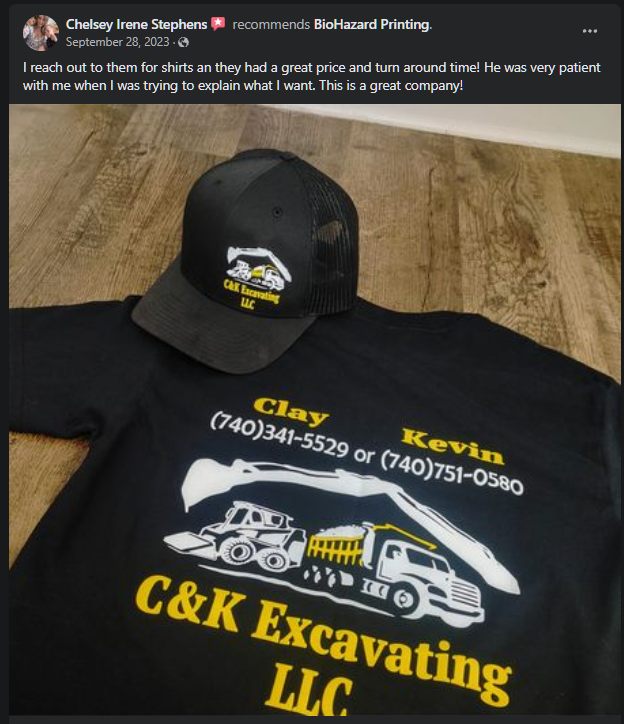 Chelsey Irene Stephens recommends BioHazard Printing.
September 28, 2023 ·
I reach out to them for shirts an they had a great price and turn around time! He was very patient
with me when I was trying to explain what I want. This is a great company!
C&K Excavating
LLC
Clay Kevin
(740)341-5529 or (740)751-0580
C&K Excavating
LLC